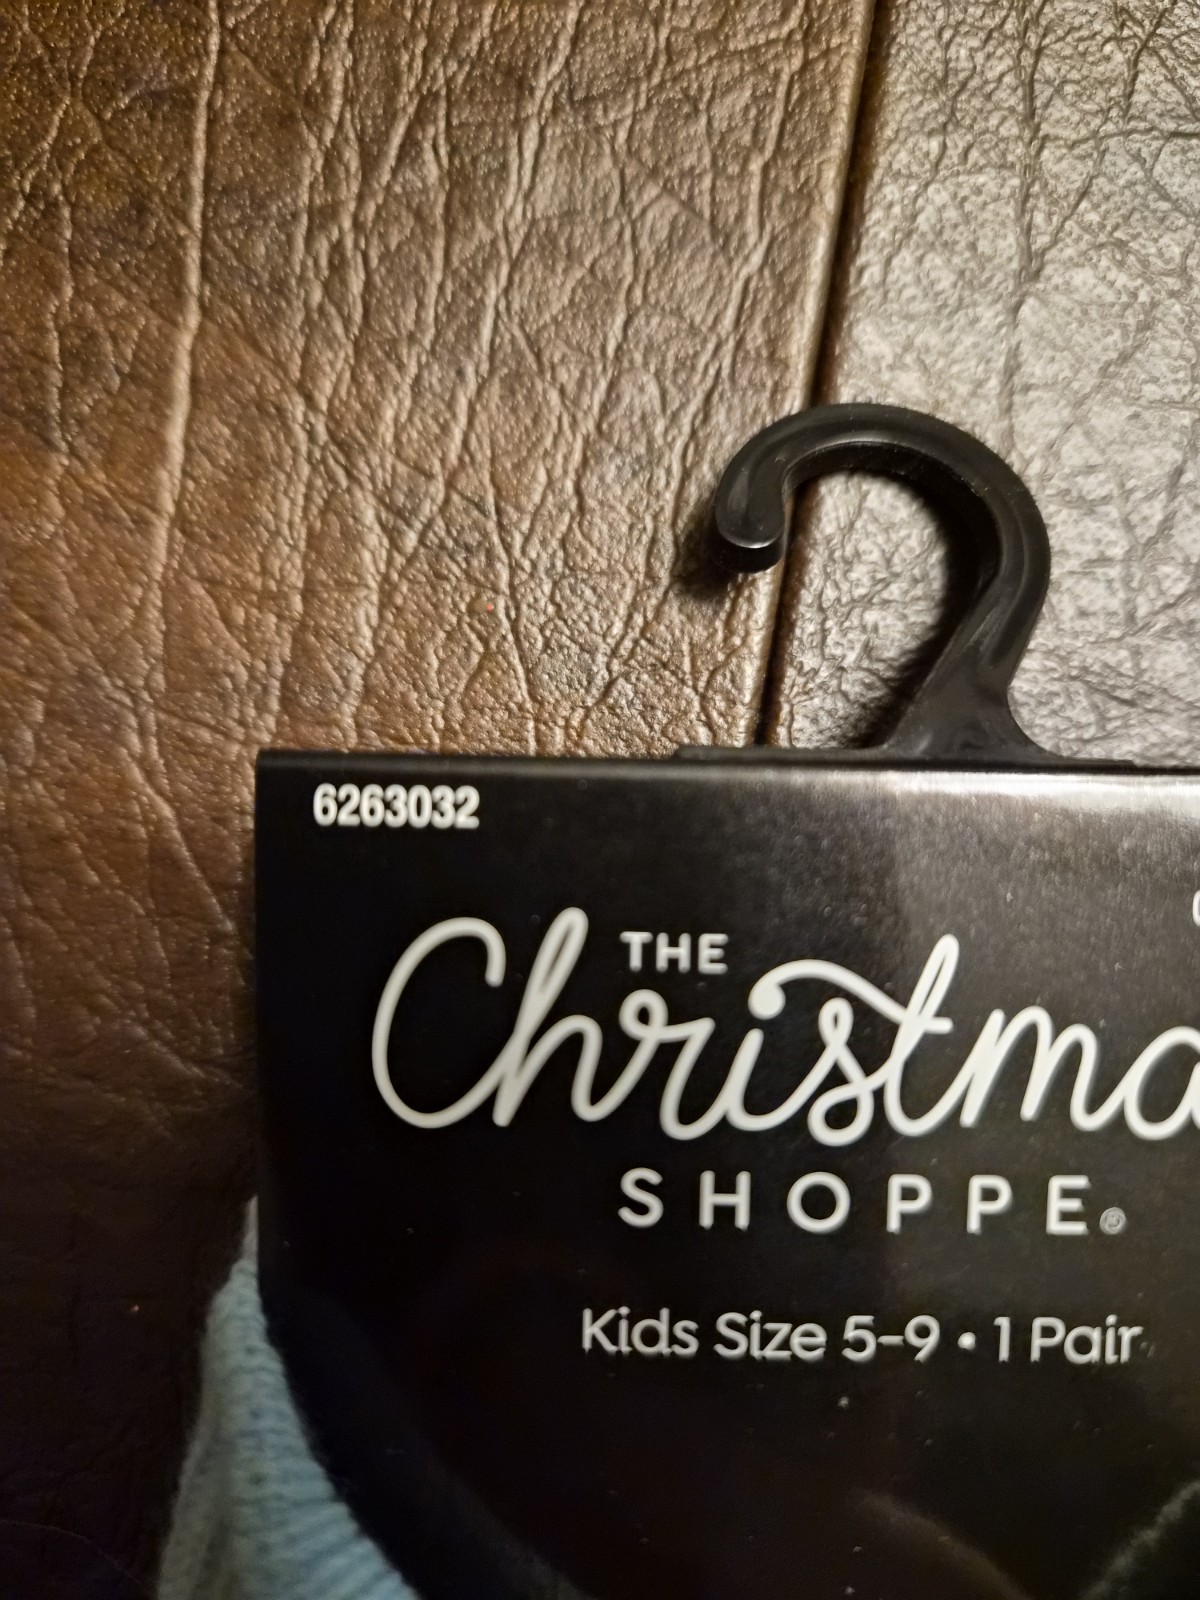 6263032
THE
Christma
SHOPPE®
Kids Size 5-9 • 1 Pair